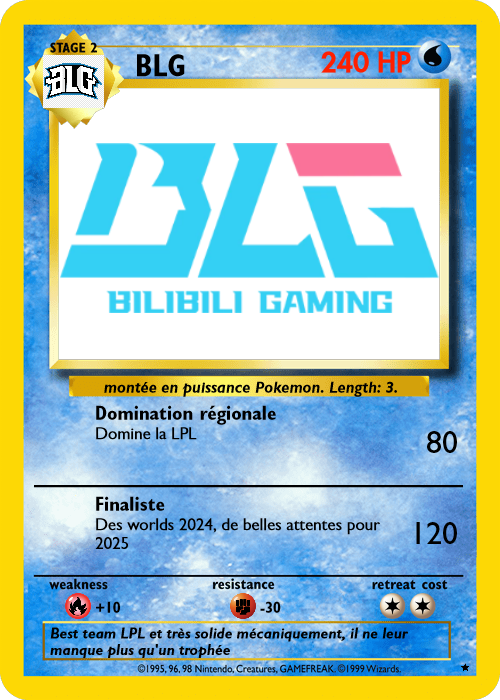 STAGE 2
BLG
BLG
240 HP
BLG
BILIBILI GAMING
montée en puissance Pokemon. Length: 3.
Domination régionale
Domine la LPL
80
Finaliste
Des worlds 2024, de belles attentes pour
2025
120
weakness
resistance
retreat cost
+10
-30
Best team LPL et très solide mécaniquement, il ne leur
manque plus qu'un trophée
©1995, 96, 98 Nintendo, Creatures, GAMEFREAK. ©1999 Wizards.